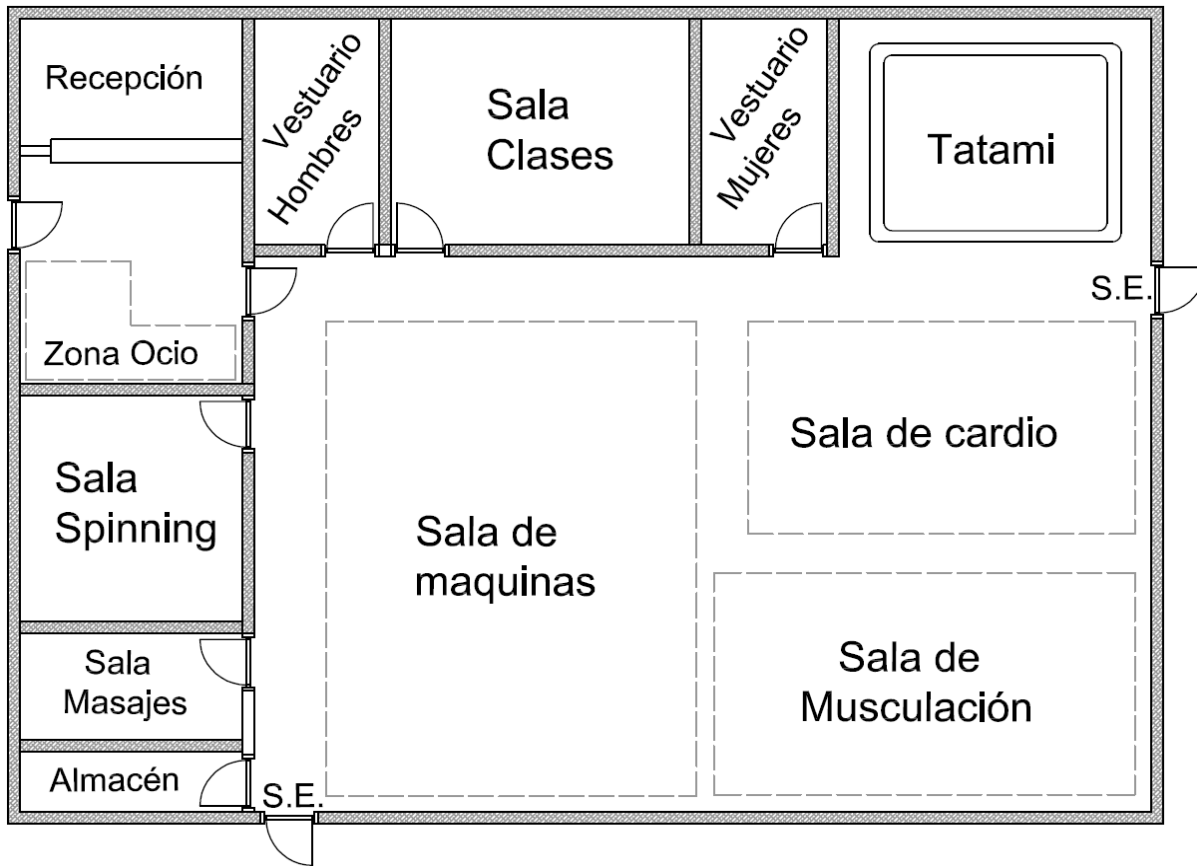 Recepción
Vestuario
Hombres
Sala
Clases
Vestuario
Mujeres
Tatami
S.E.
Zona Ocio
Sala de cardio
Sala
Spinning
Sala de
maquinas
Sala
Masajes
Sala de
Musculación
Almacén
S.E.